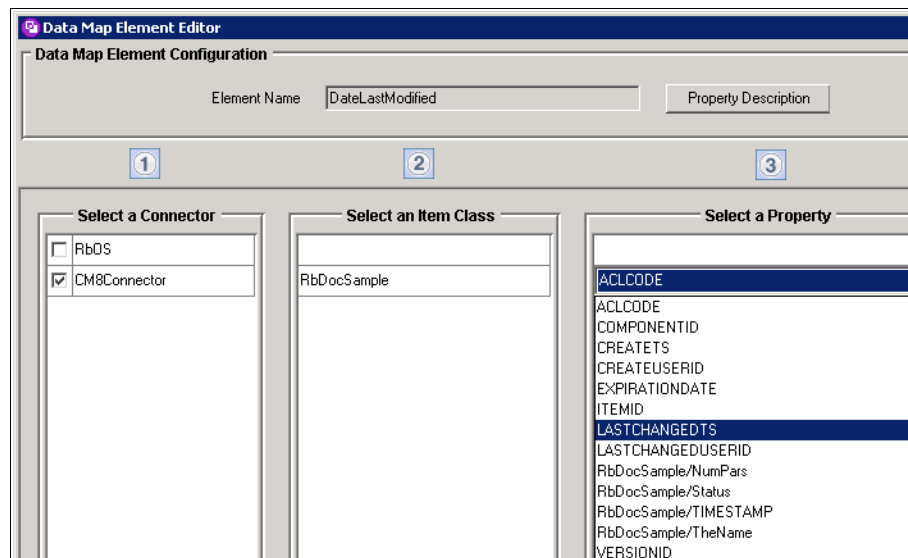 Data Map Element Editor
Data Map Element Configuration
Element Name DateLastModified Property Description
1 2 3
Select a Connector Select an Item Class Select a Property
RbOS
CM8Connector RbDocSample ACLCODE
ACLCODE
COMPONENTID
CREATETS
CREATEUSERID
EXPIRATIONDATE
ITEMID
LASTCHANGEDTS
LASTCHANGEDUSERID
RbDocSample/NumPars
RbDocSample/Status
RbDocSample/TIMESTAMP
RbDocSample/TheName
VERSIONID